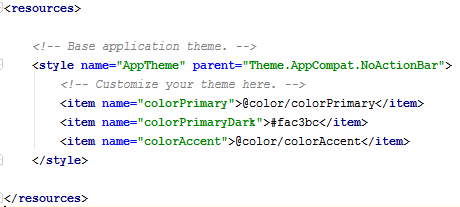 <resources>
<!-- Base application theme. -->
<style name="AppTheme" parent="Theme.AppCompat.NoActionBar">
<!-- Customize your theme here. -->
<item name="colorPrimary">@color/colorPrimary</item>
<item name="colorPrimaryDark">#fac3bc</item>
<item name="colorAccent">@color/colorAccent</item>
</style>
</resources>